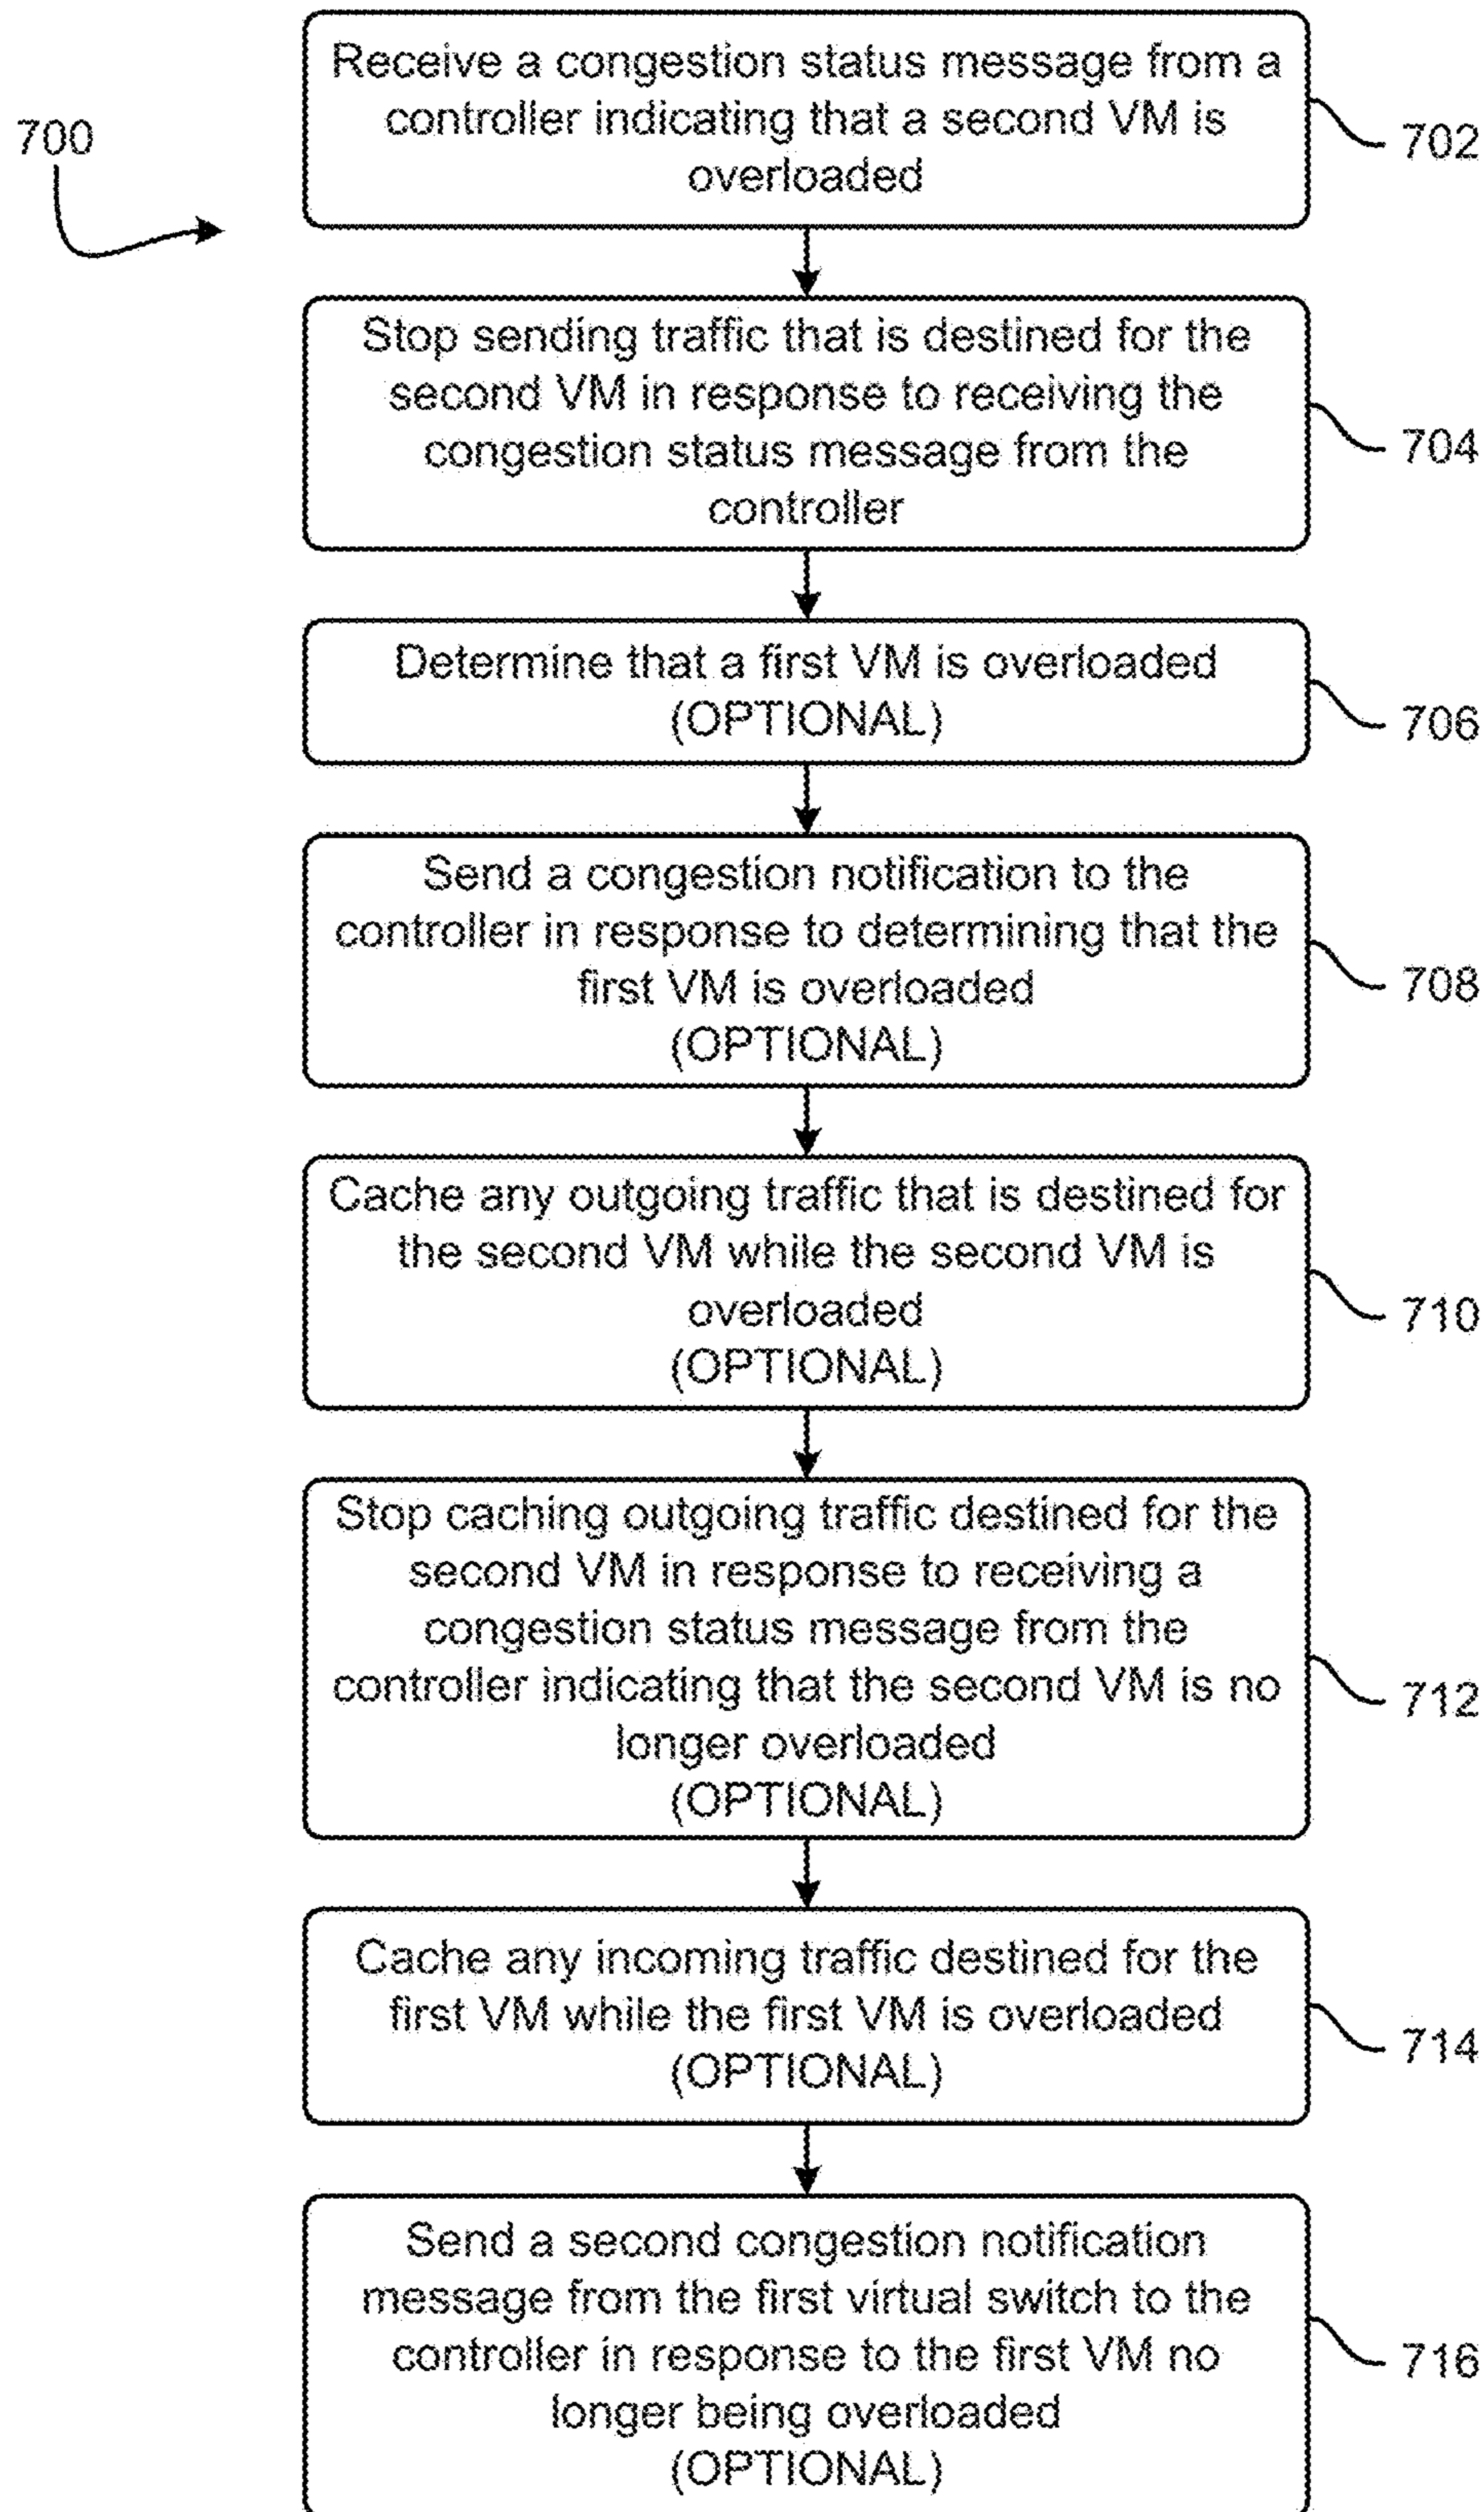 700
Receive a congestion status message from a
controller indicating that a second VM is
overloaded
702
Stop sending traffic that is destined for the
second VM in response to receiving the
congestion status message from the
controller
704
Determine that a first VM is overloaded
(OPTIONAL)
706
Send a congestion notification to the
controller in response to determining that the
first VM is overloaded
(OPTIONAL)
708
Cache any outgoing traffic that is destined for
the second VM while the second VM is
overloaded
(OPTIONAL)
710
Stop caching outgoing traffic destined for the
second VM in response to receiving a
congestion status message from the
controller indicating that the second VM is no
longer overloaded
(OPTIONAL)
712
Cache any incoming traffic destined for the
first VM while the first VM is overloaded
(OPTIONAL)
714
Send a second congestion notification
message from the first virtual switch to the
controller in response to the first VM no
longer being overloaded
(OPTIONAL)
716